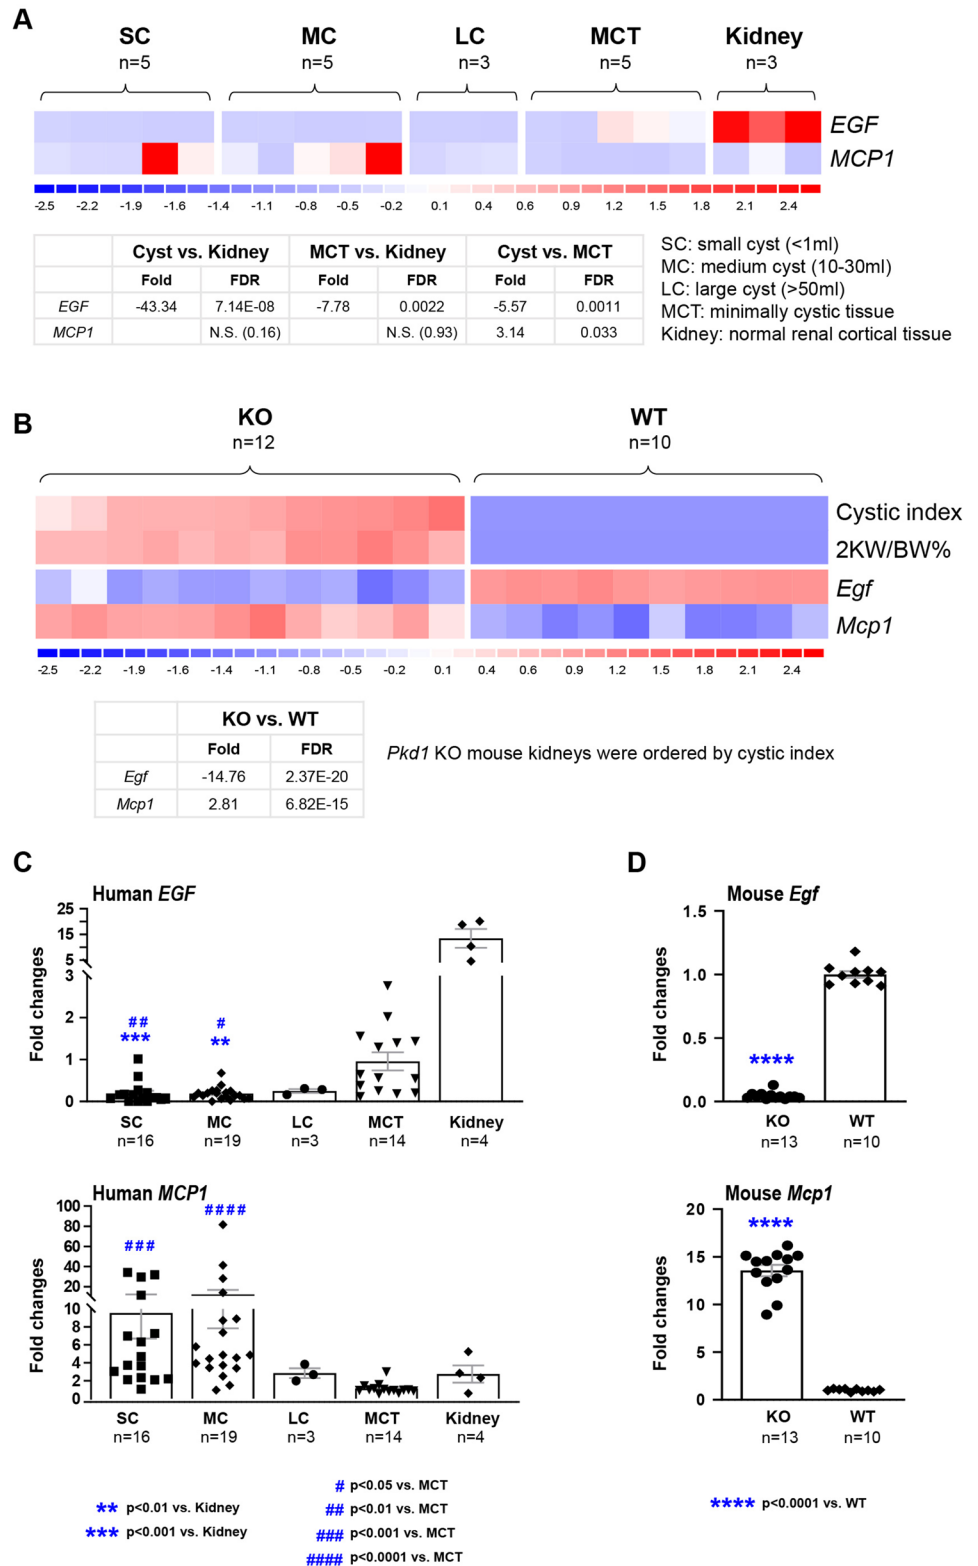 A
SC MC LC MCT Kidney
n=5 n=5 n=3 n=5 n=3
EGF
MCP1
-2.5 -2.2 -1.9 -1.6 -1.4 -1.1 -0.8 -0.5 -0.2 0.1 0.4 0.6 0.9 1.2 1.5 1.8 2.1 2.4
Cyst vs. Kidney MCT vs. Kidney Cyst vs. MCT
Fold FDR Fold FDR Fold FDR
EGF -43.34 7.14E-08 -7.78 0.0022 -5.57 0.0011
MCP1 N.S. (0.16) N.S. (0.93) 3.14 0.033
SC: small cyst (<1ml)
MC: medium cyst (10-30ml)
LC: large cyst (>50ml)
MCT: minimally cystic tissue
Kidney: normal renal cortical tissue
B
KO WT
n=12 n=10
Cystic index
2KW/BW%
Egf
Mcp1
-2.5 -2.2 -1.9 -1.6 -1.4 -1.1 -0.8 -0.5 -0.2 0.1 0.4 0.6 0.9 1.2 1.5 1.8 2.1 2.4
KO vs. WT
Fold FDR
Egf -14.76 2.37E-20
Mcp1 2.81 6.82E-15
Pkd1 KO mouse kidneys were ordered by cystic index
C
Human EGF
Fold changes
25
15
5
3
2
1
0
## #
*** **
SC MC LC MCT Kidney
n=16 n=19 n=3 n=14 n=4
Human MCP1
Fold changes
100
80
60
40
20
10
8
6
4
2
0
####
###
SC MC LC MCT Kidney
n=16 n=19 n=3 n=14 n=4
** p<0.01 vs. Kidney
*** p<0.001 vs. Kidney
# p<0.05 vs. MCT
## p<0.01 vs. MCT
### p<0.001 vs. MCT
#### p<0.0001 vs. MCT
D
Mouse Egf
Fold changes
1.5
1.0
0.5
0.0
****
KO WT
n=13 n=10
Mouse Mcp1
Fold changes
20
15
10
5
0
****
KO WT
n=13 n=10
**** p<0.0001 vs. WT